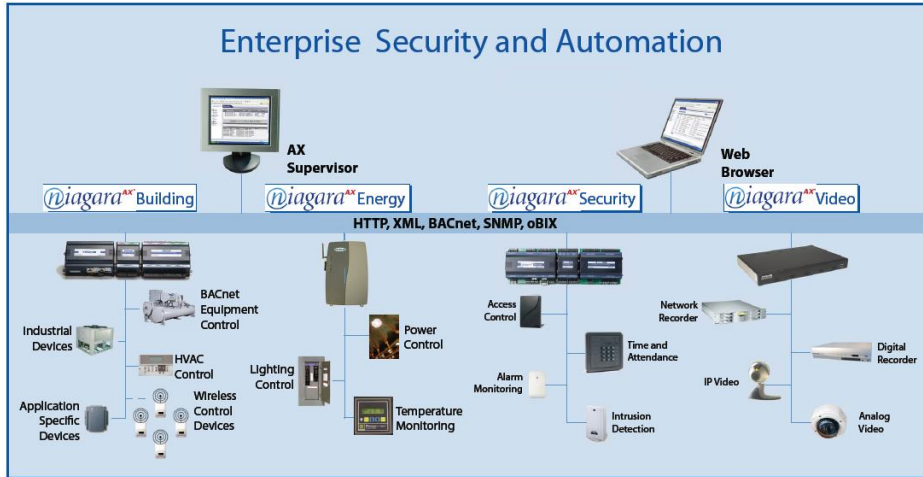 Enterprise Security and Automation
AX
Supervisor
Web
Browser
niagara AX Building
niagara AX Energy
niagara AX Security
niagara AX Video
HTTP, XML, BACnet, SNMP, oBIX
BACnet
Equipment
Control
Industrial
Devices
HVAC
Control
Application
Specific
Devices
Wireless
Control
Devices
Power
Control
Lighting
Control
Temperature
Monitoring
Access
Control
Time and
Attendance
Alarm
Monitoring
Intrusion
Detection
Network
Recorder
Digital
Recorder
IP Video
Analog
Video